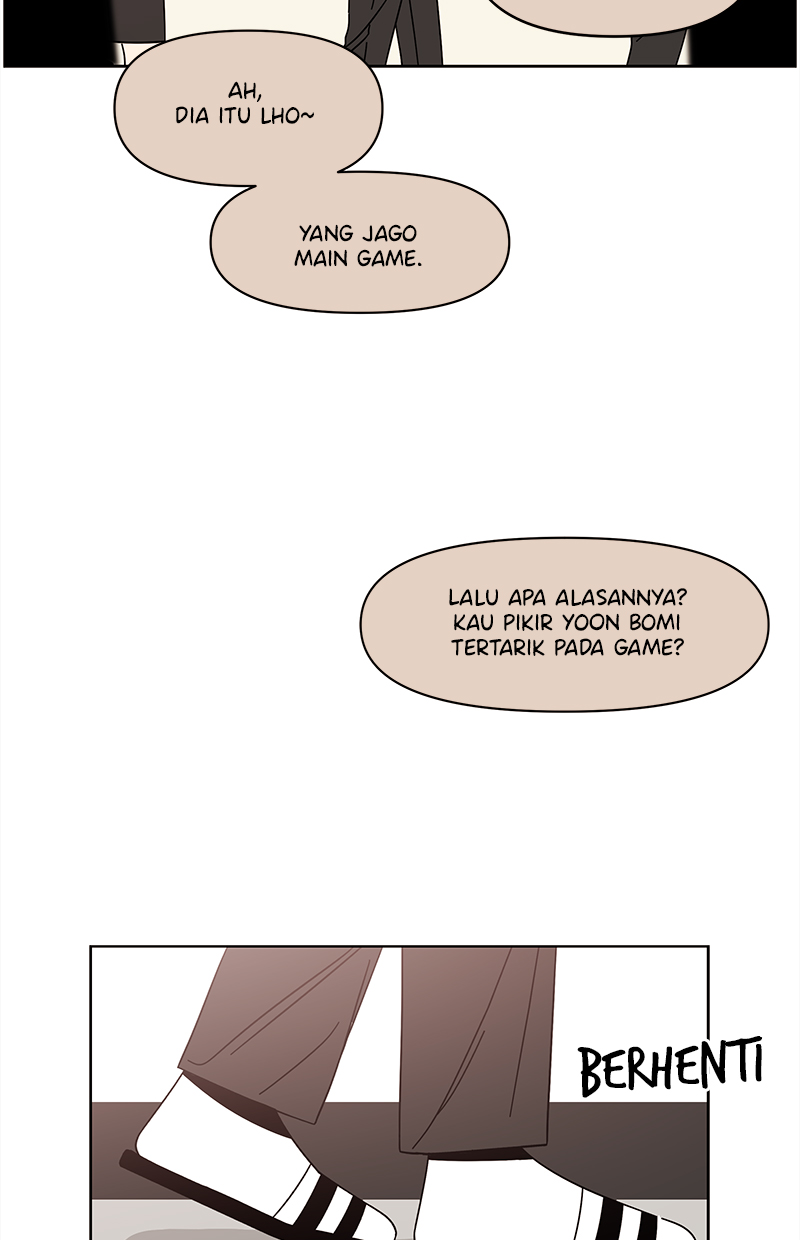 AH,
DIA ITU LHO~
YANG JAGO
MAIN GAME.
LALU APA ALASANNYA?
KAU PIKIR YOON BOMI
TERTARIK PADA GAME?
BERHENTI